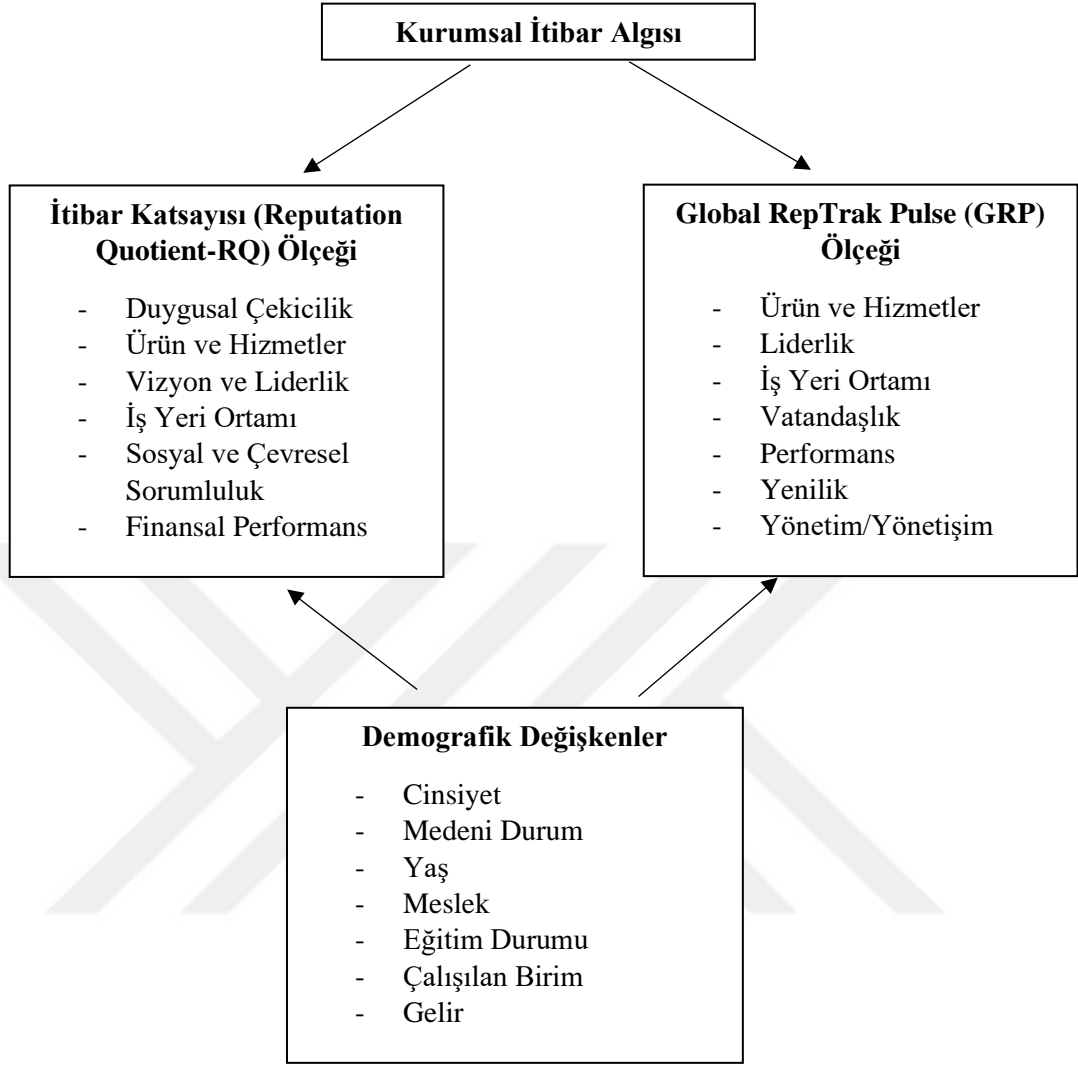 Kurumsal İtibar Algısı
İtibar Katsayısı (Reputation
Quotient-RQ) Ölçeği
- Duygusal Çekicilik
- Ürün ve Hizmetler
- Vizyon ve Liderlik
- İş Yeri Ortamı
- Sosyal ve Çevresel
Sorumluluk
- Finansal Performans
Global RepTrak Pulse (GRP)
Ölçeği
- Ürün ve Hizmetler
- Liderlik
- İş Yeri Ortamı
- Vatandaşlık
- Performans
- Yenilik
- Yönetim/Yönetişim
Demografik Değişkenler
- Cinsiyet
- Medeni Durum
- Yaş
- Meslek
- Eğitim Durumu
- Çalışılan Birim
- Gelir